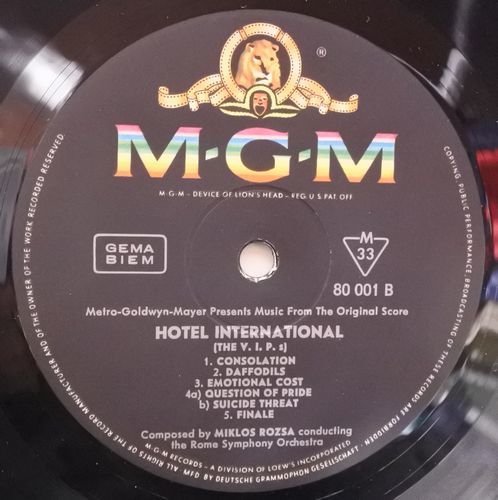 ®
M·G·M
M·G·M – DEVICE OF LION'S HEAD – REG U S. PAT. OFF
GEMA
BIEM
M
33
80 001 B
Metro-Goldwyn-Mayer Presents Music From The Original Score
HOTEL INTERNATIONAL
(THE V. I. P. s)
1. CONSOLATION
2. DAFFODILS
3. EMOTIONAL COST
4a) QUESTION OF PRIDE
b) SUICIDE THREAT
5. FINALE
Composed by MIKLOS ROZSA conducting
the Rome Symphony Orchestra
M-G-M RECORDS – A DIVISION OF LOEW'S INCORPORATED
ALL RIGHTS OF THE RECORD MANUFACTURER AND OF THE OWNER OF THE WORK RECORDED RESERVED.
COPYING, PUBLIC PERFORMANCE, BROADCASTING OF THESE RECORDS ARE FORBIDDEN!
MFD BY DEUTSCHE GRAMMOPHON GESELLSCHAFT